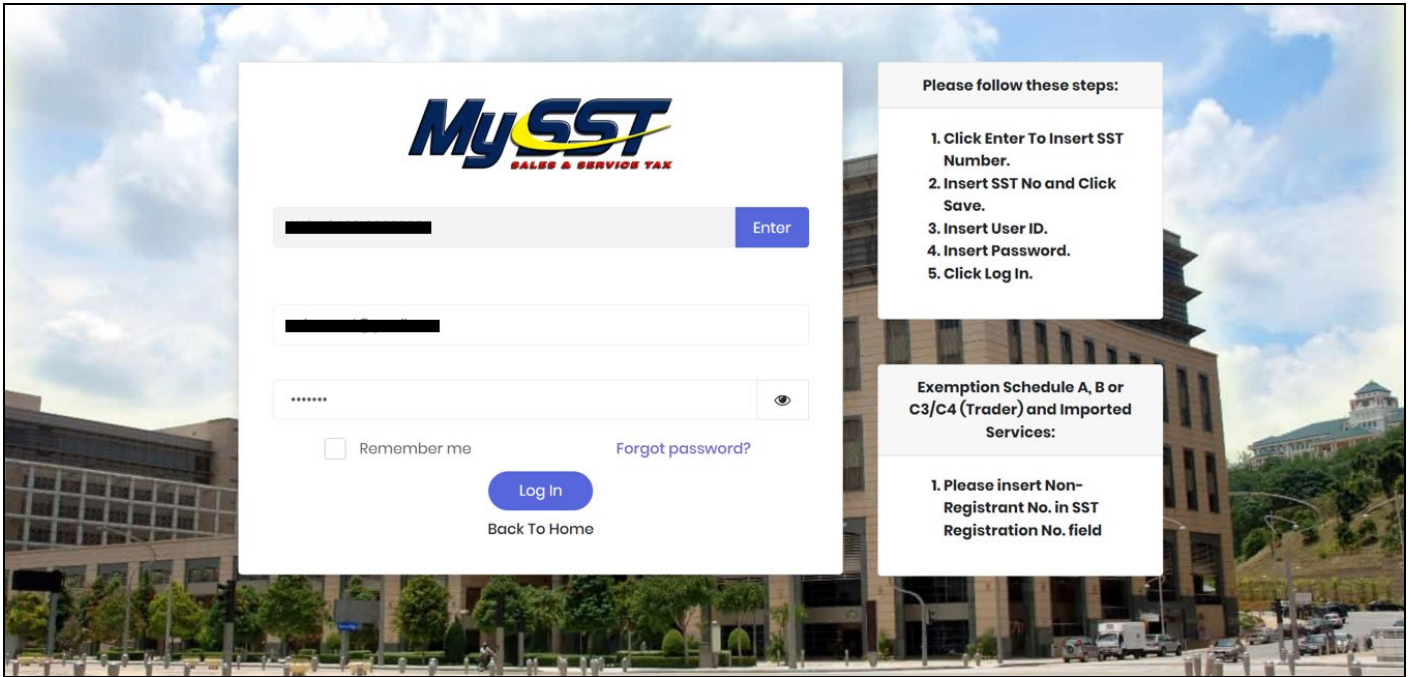 MySST
SALES & SERVICE TAX
Enter
•••••••
Remember me
Forgot password?
Log In
Back To Home
Please follow these steps:
1. Click Enter To Insert SST
Number.
2. Insert SST No and Click
Save.
3. Insert User ID.
4. Insert Password.
5. Click Log In.
Exemption Schedule A, B or
C3/C4 (Trader) and Imported
Services:
1. Please insert Non-
Registrant No. in SST
Registration No. field